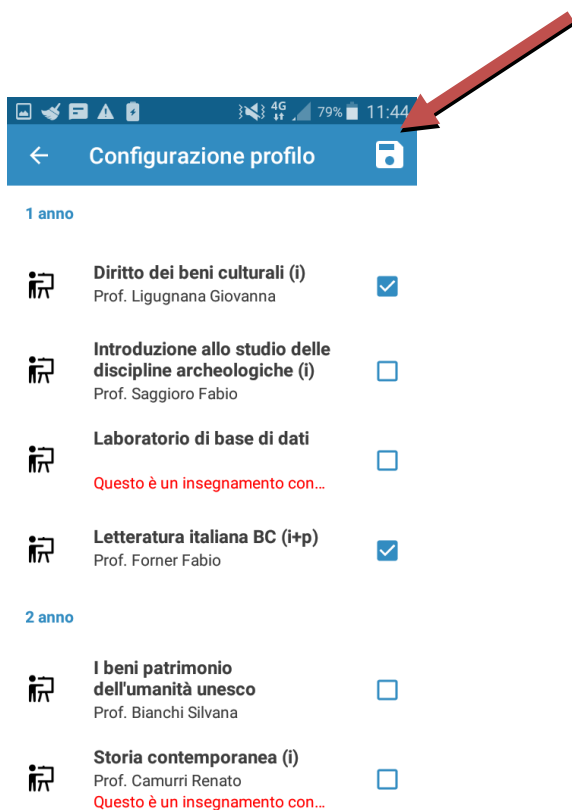 4G 79% 11:44
Configurazione profilo
1 anno
Diritto dei beni culturali (i)
Prof. Ligugnana Giovanna
Introduzione allo studio delle
discipline archeologiche (i)
Prof. Saggioro Fabio
Laboratorio di base di dati
Questo è un insegnamento con...
Letteratura italiana BC (i+p)
Prof. Forner Fabio
2 anno
I beni patrimonio
dell'umanità unesco
Prof. Bianchi Silvana
Storia contemporanea (i)
Prof. Camurri Renato
Questo è un insegnamento con...